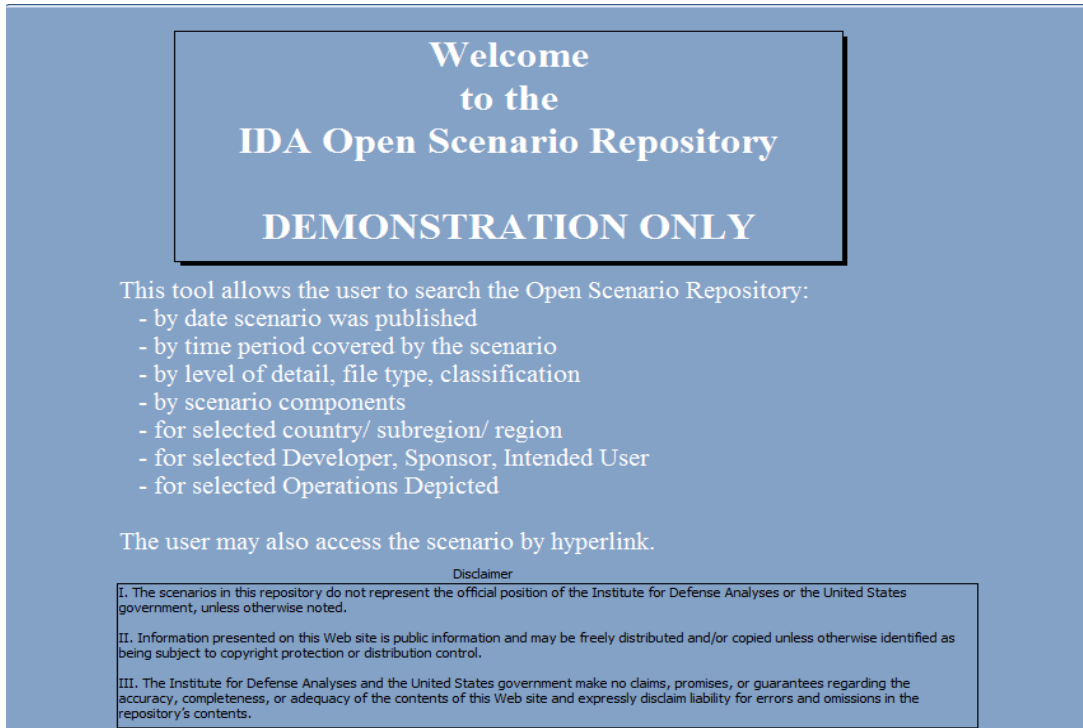 Welcome
to the
IDA Open Scenario Repository
DEMONSTRATION ONLY
This tool allows the user to search the Open Scenario Repository:
- by date scenario was published
- by time period covered by the scenario
- by level of detail, file type, classification
- by scenario components
- for selected country/ subregion/ region
- for selected Developer, Sponsor, Intended User
- for selected Operations Depicted
The user may also access the scenario by hyperlink.
Disclaimer
I. The scenarios in this repository do not represent the official position of the Institute for Defense Analyses or the United States
government, unless otherwise noted.
II. Information presented on this Web site is public information and may be freely distributed and/or copied unless otherwise identified as
being subject to copyright protection or distribution control.
III. The Institute for Defense Analyses and the United States government make no claims, promises, or guarantees regarding the
accuracy, completeness, or adequacy of the contents of this Web site and expressly disclaim liability for errors and omissions in the
repository's contents.